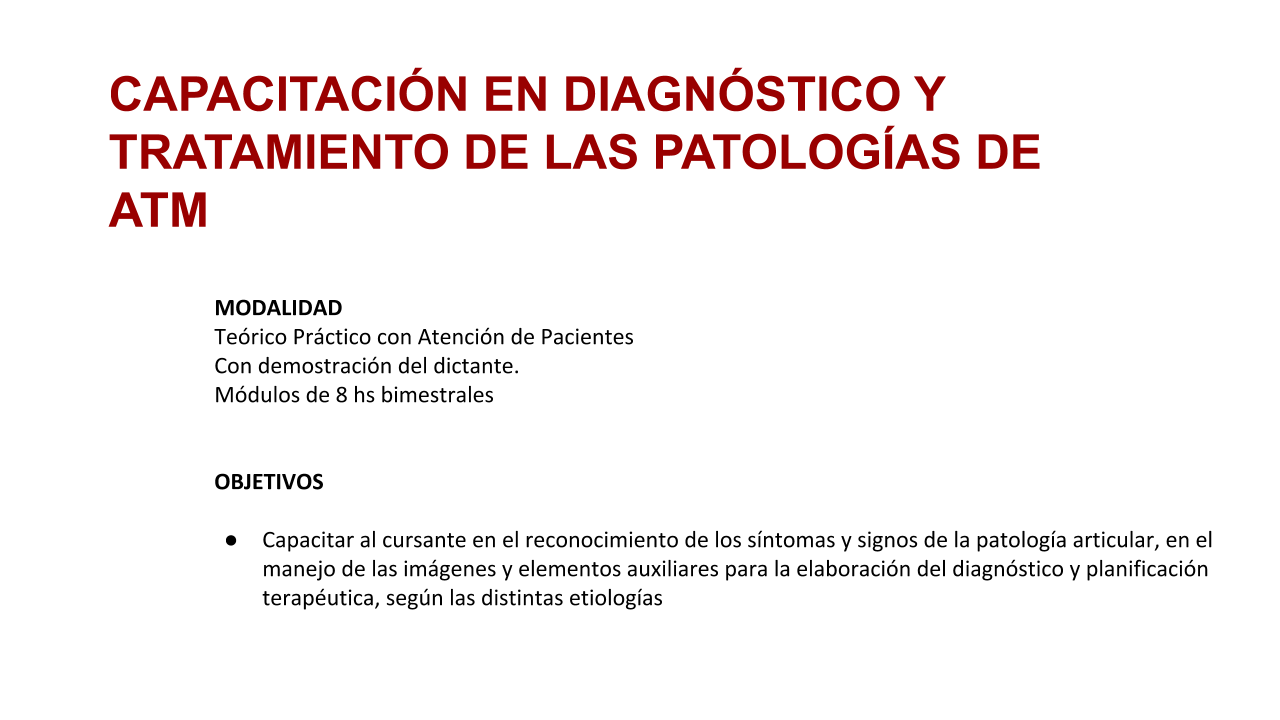 CAPACITACIÓN EN DIAGNÓSTICO Y
TRATAMIENTO DE LAS PATOLOGÍAS DE
ATM
MODALIDAD
Teórico Práctico con Atención de Pacientes
Con demostración del dictante.
Módulos de 8 hs bimestrales
OBJETIVOS
● Capacitar al cursante en el reconocimiento de los síntomas y signos de la patología articular, en el
manejo de las imágenes y elementos auxiliares para la elaboración del diagnóstico y planificación
terapéutica, según las distintas etiologías